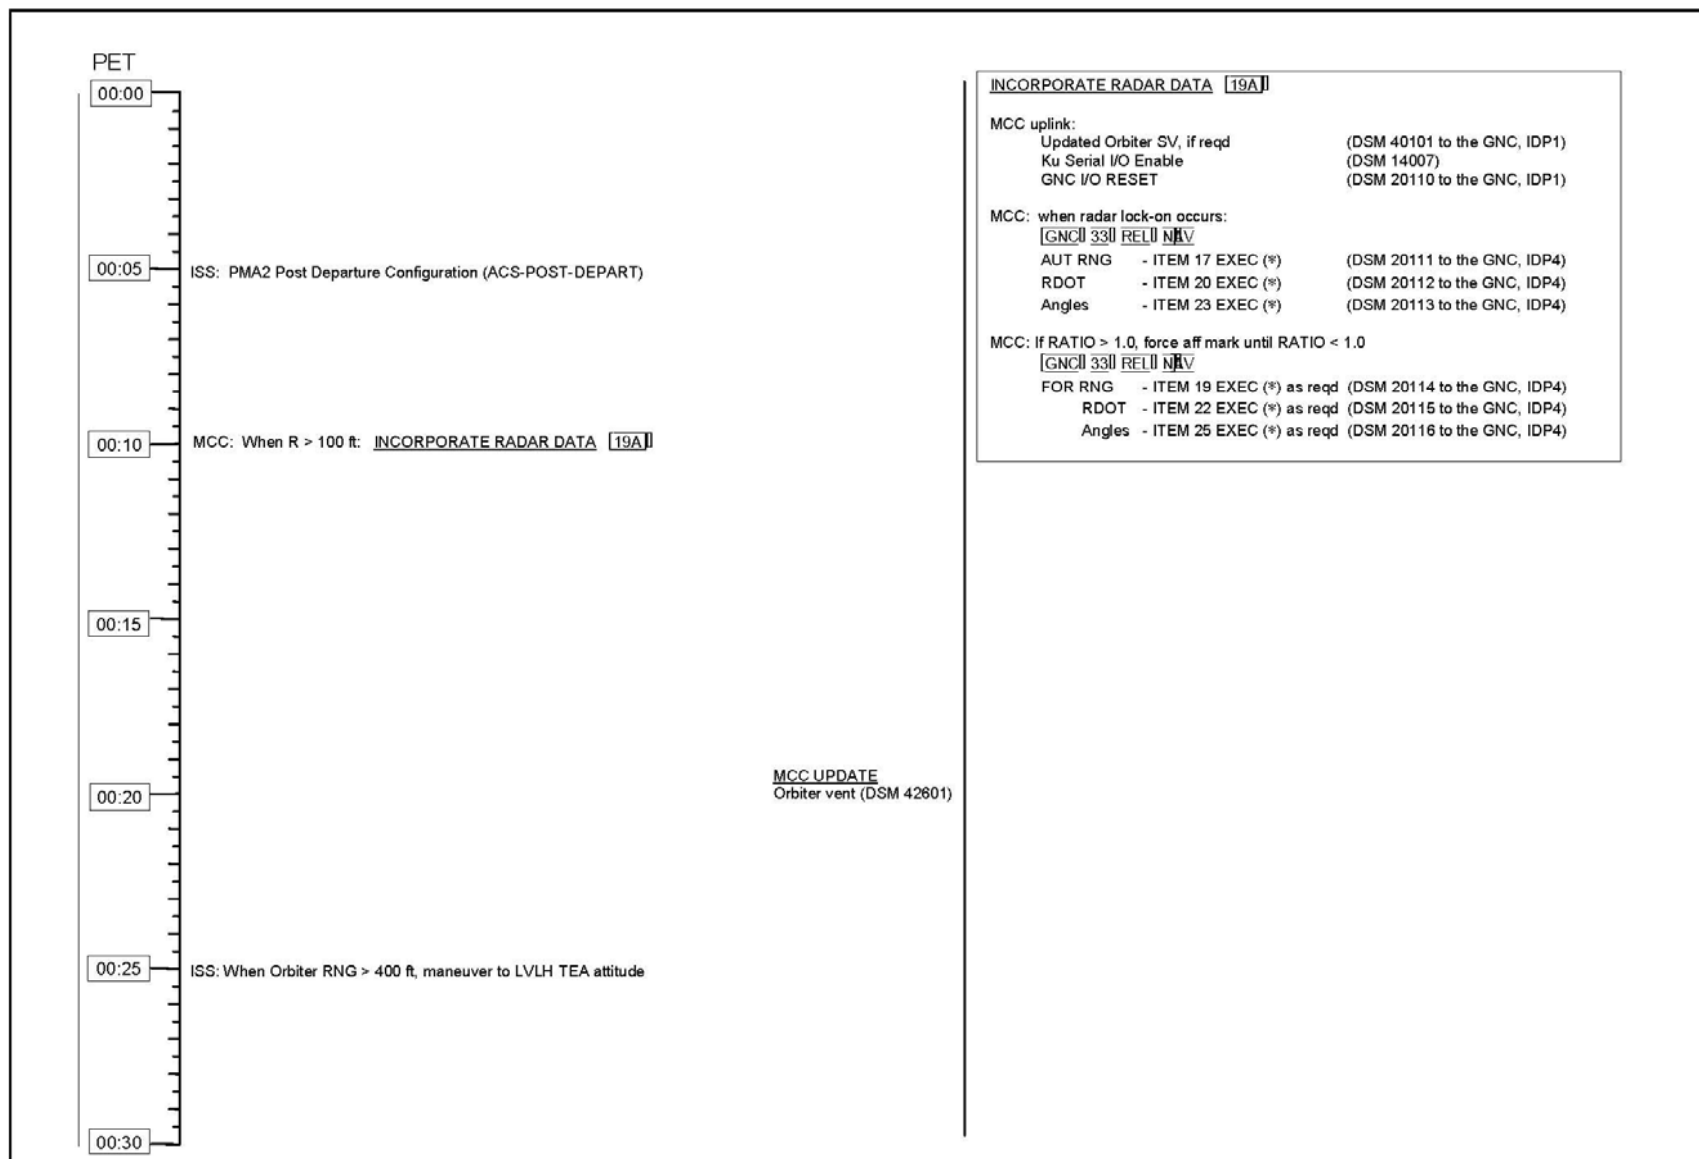 PET
00:00
00:05 ISS: PMA2 Post Departure Configuration (ACS-POST-DEPART)
00:10 MCC: When R > 100 ft: INCORPORATE RADAR DATA 19A
00:15
MCC UPDATE
00:20 Orbiter vent (DSM 42601)
00:25 ISS: When Orbiter RNG > 400 ft, maneuver to LVLH TEA attitude
00:30
INCORPORATE RADAR DATA 19A
MCC uplink:
Updated Orbiter SV, if reqd (DSM 40101 to the GNC, IDP1)
Ku Serial I/O Enable (DSM 14007)
GNC I/O RESET (DSM 20110 to the GNC, IDP1)
MCC: when radar lock-on occurs:
GNC 33 REL NAV
AUT RNG - ITEM 17 EXEC (*) (DSM 20111 to the GNC, IDP4)
RDOT - ITEM 20 EXEC (*) (DSM 20112 to the GNC, IDP4)
Angles - ITEM 23 EXEC (*) (DSM 20113 to the GNC, IDP4)
MCC: If RATIO > 1.0, force aff mark until RATIO < 1.0
GNC 33 REL NAV
FOR RNG - ITEM 19 EXEC (*) as reqd (DSM 20114 to the GNC, IDP4)
RDOT - ITEM 22 EXEC (*) as reqd (DSM 20115 to the GNC, IDP4)
Angles - ITEM 25 EXEC (*) as reqd (DSM 20116 to the GNC, IDP4)